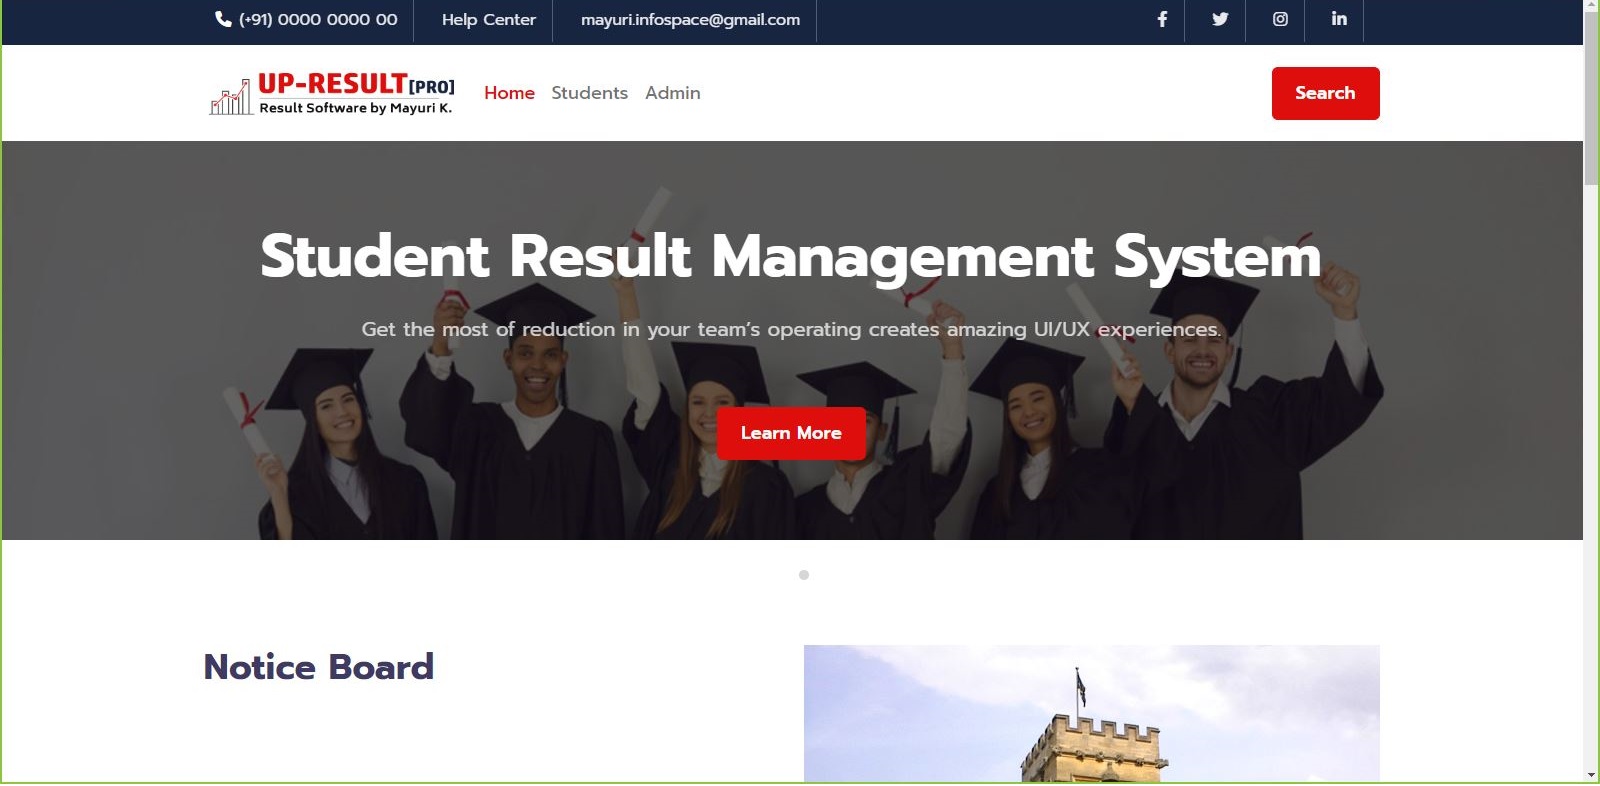 (+91) 0000 0000 00 Help Center mayuri.infospace@gmail.com
UP-RESULT[PRO]
Result Software by Mayuri K.
Home Students Admin Search
Student Result Management System
Get the most of reduction in your team's operating creates amazing UI/UX experiences.
Learn More
Notice Board